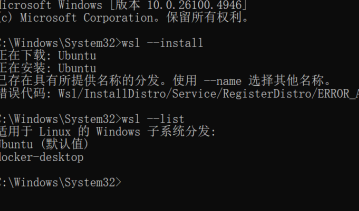 Microsoft Windows [版本 10.0.26100.4946]
(c) Microsoft Corporation。保留所有权利。
C:\Windows\System32>wsl --install
正在下载: Ubuntu
正在安装: Ubuntu
已存在具有所提供名称的分发。使用 --name 选择其他名称。
错误代码: Wsl/InstallDistro/Service/RegisterDistro/ERROR_A
C:\Windows\System32>wsl --list
适用于 Linux 的 Windows 子系统分发:
Ubuntu (默认值)
docker-desktop
C:\Windows\System32>